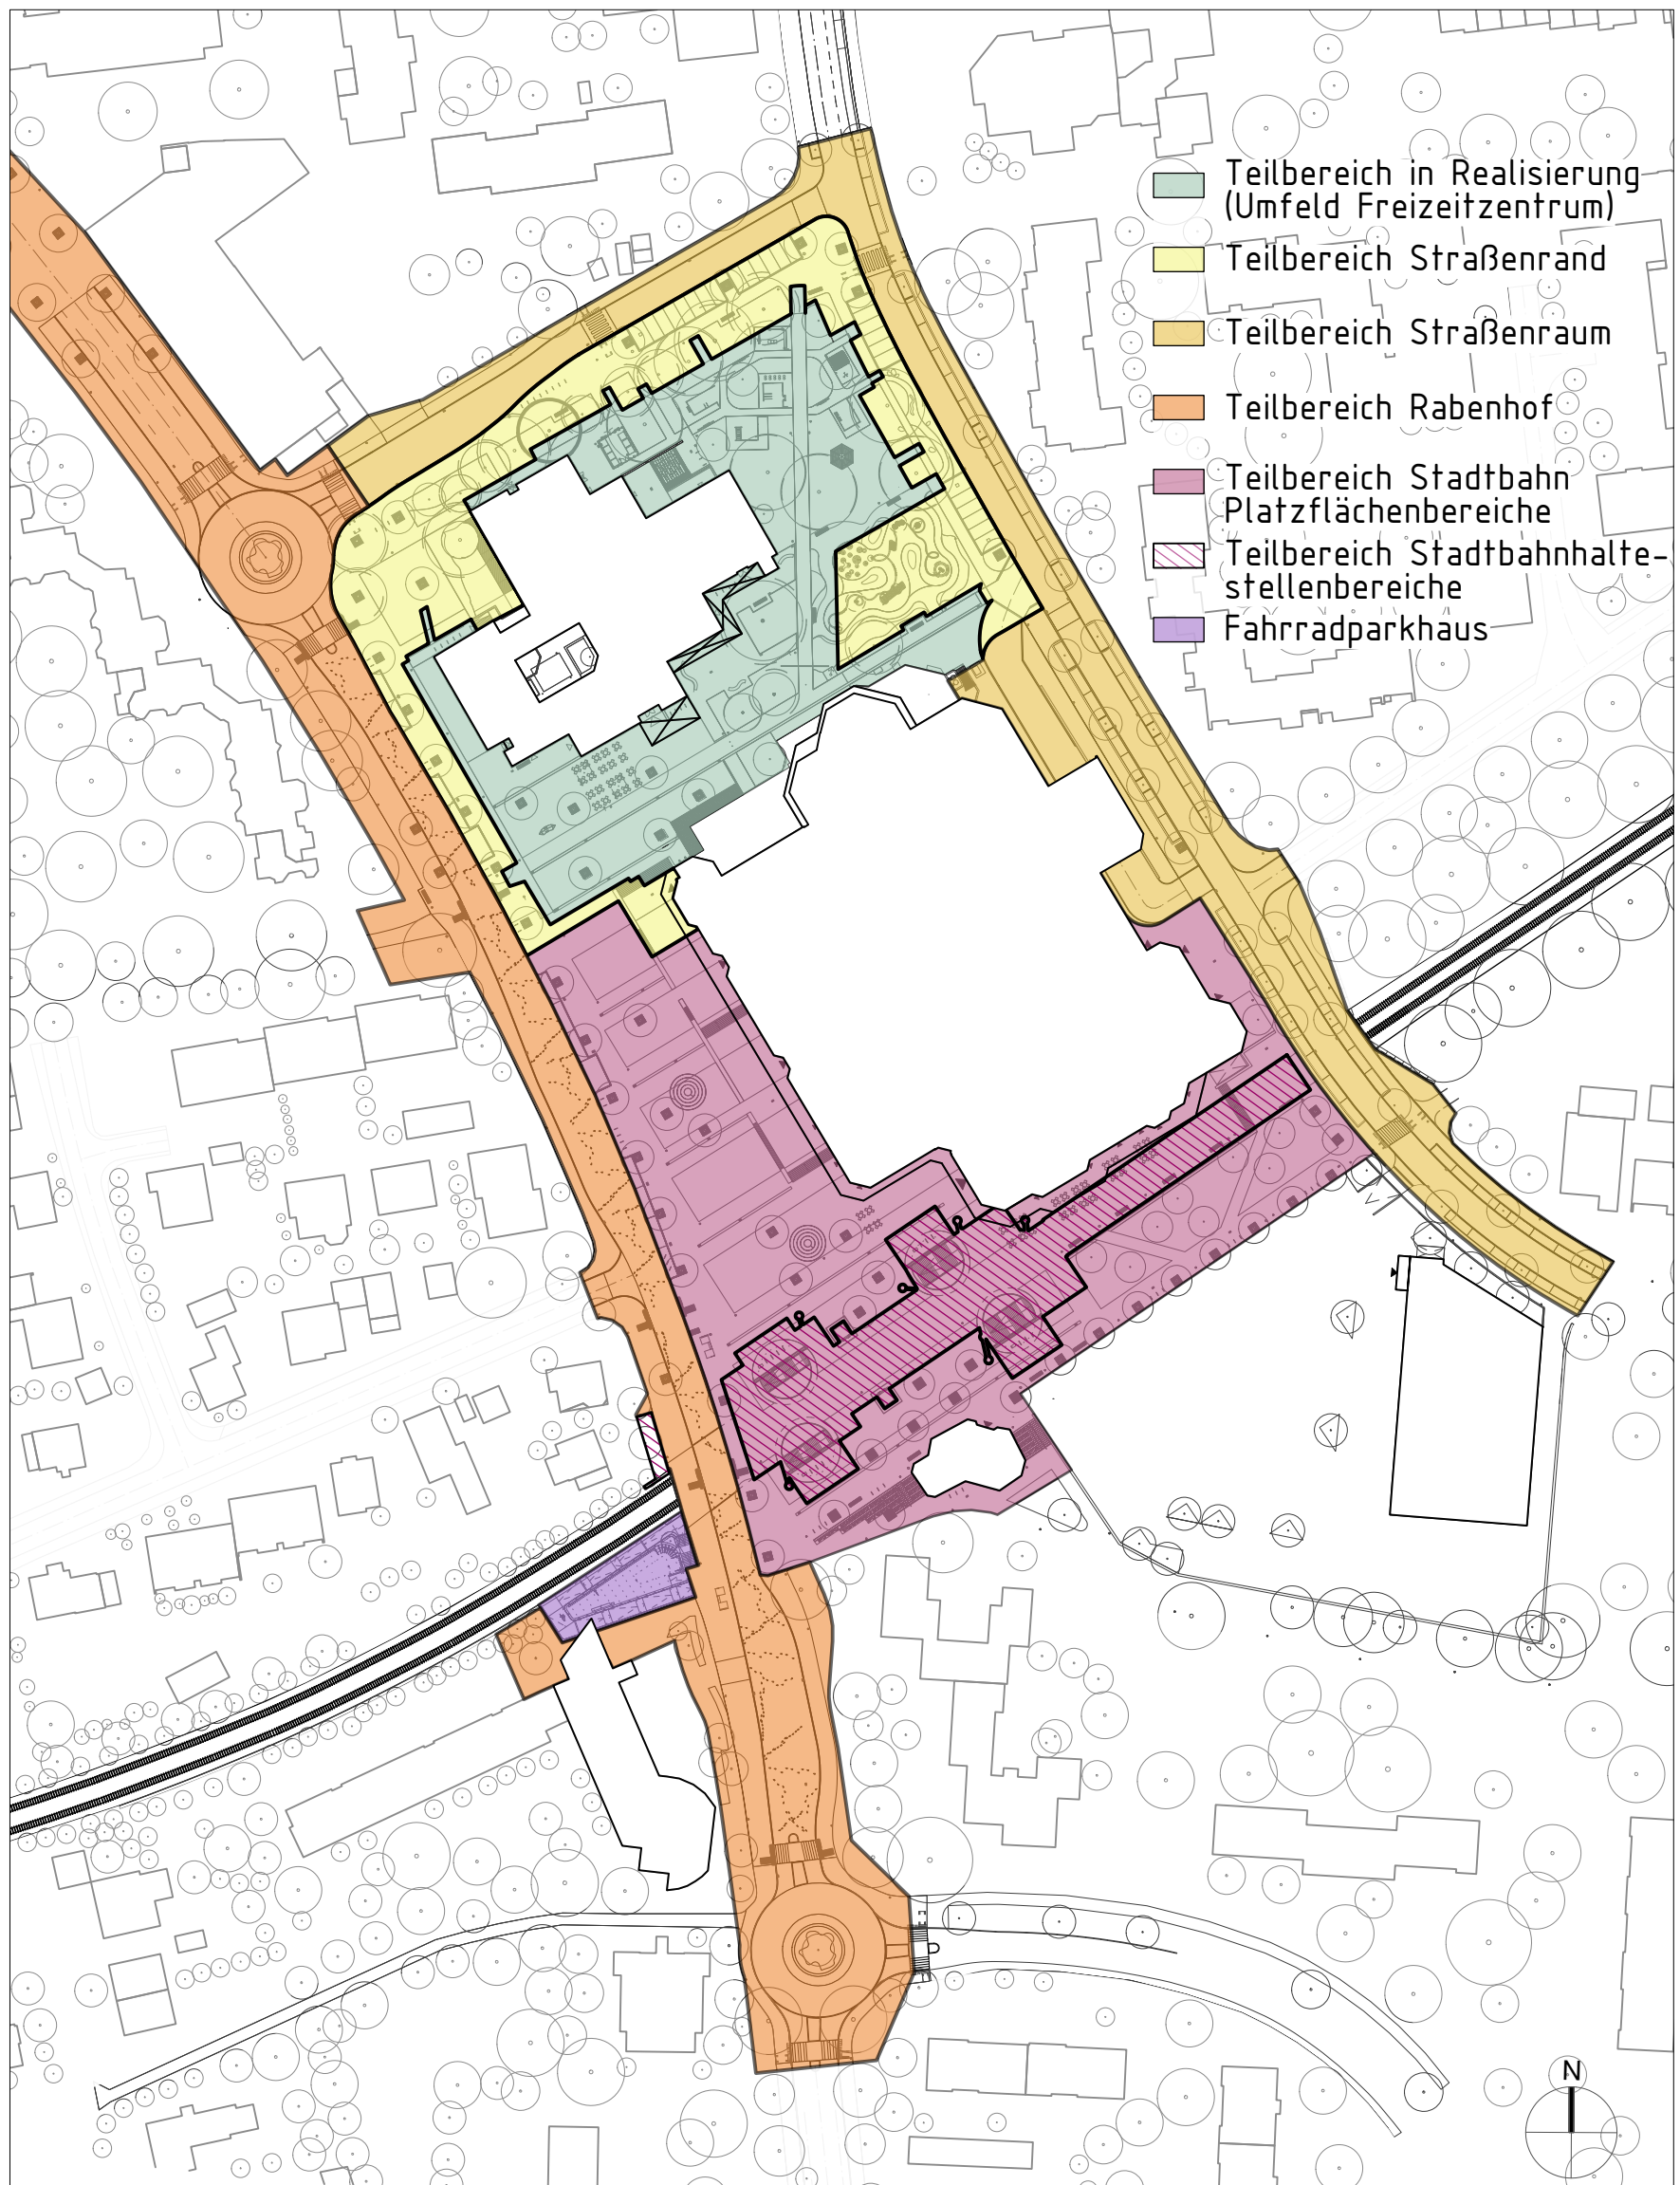 Teilbereich in Realisierung
(Umfeld Freizeitzentrum)
Teilbereich Straßenrand
Teilbereich Straßenraum
Teilbereich Rabenhof
Teilbereich Stadtbahn
Platzflächenbereiche
Teilbereich Stadtbahnhalte-
stellenbereiche
Fahrradparkhaus
N